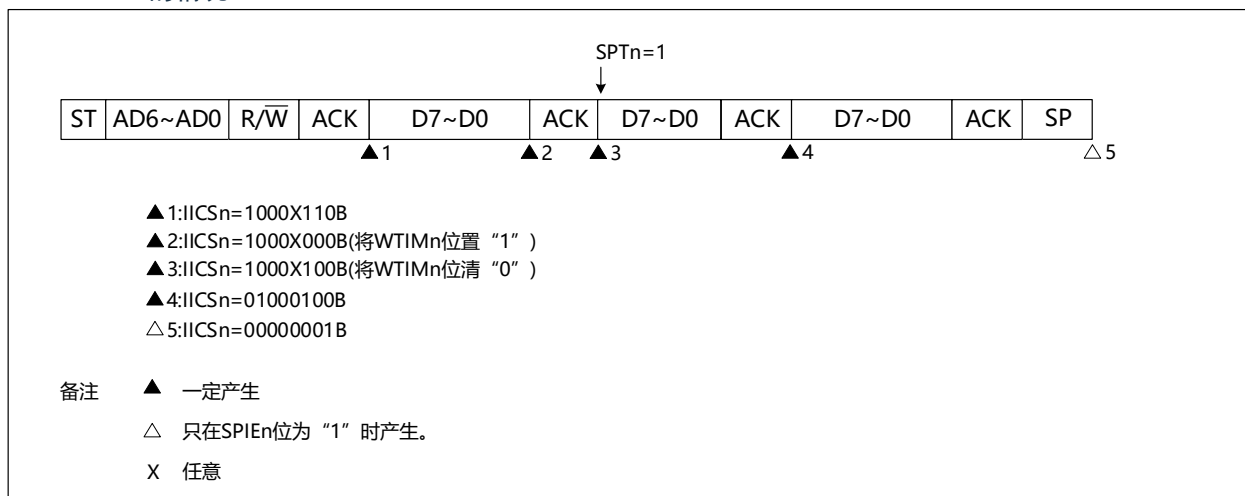 SPTn=1
↓
ST AD6~AD0 R/W̅ ACK D7~D0 ACK D7~D0 ACK D7~D0 ACK SP
▲1 ▲2 ▲3 ▲4 △5
▲1:IICSn=1000X110B
▲2:IICSn=1000X000B(将WTIMn位置“1”)
▲3:IICSn=1000X100B(将WTIMn位清“0”)
▲4:IICSn=01000100B
△5:IICSn=00000001B
备注 ▲ 一定产生
△ 只在SPIEn位为“1”时产生。
X 任意